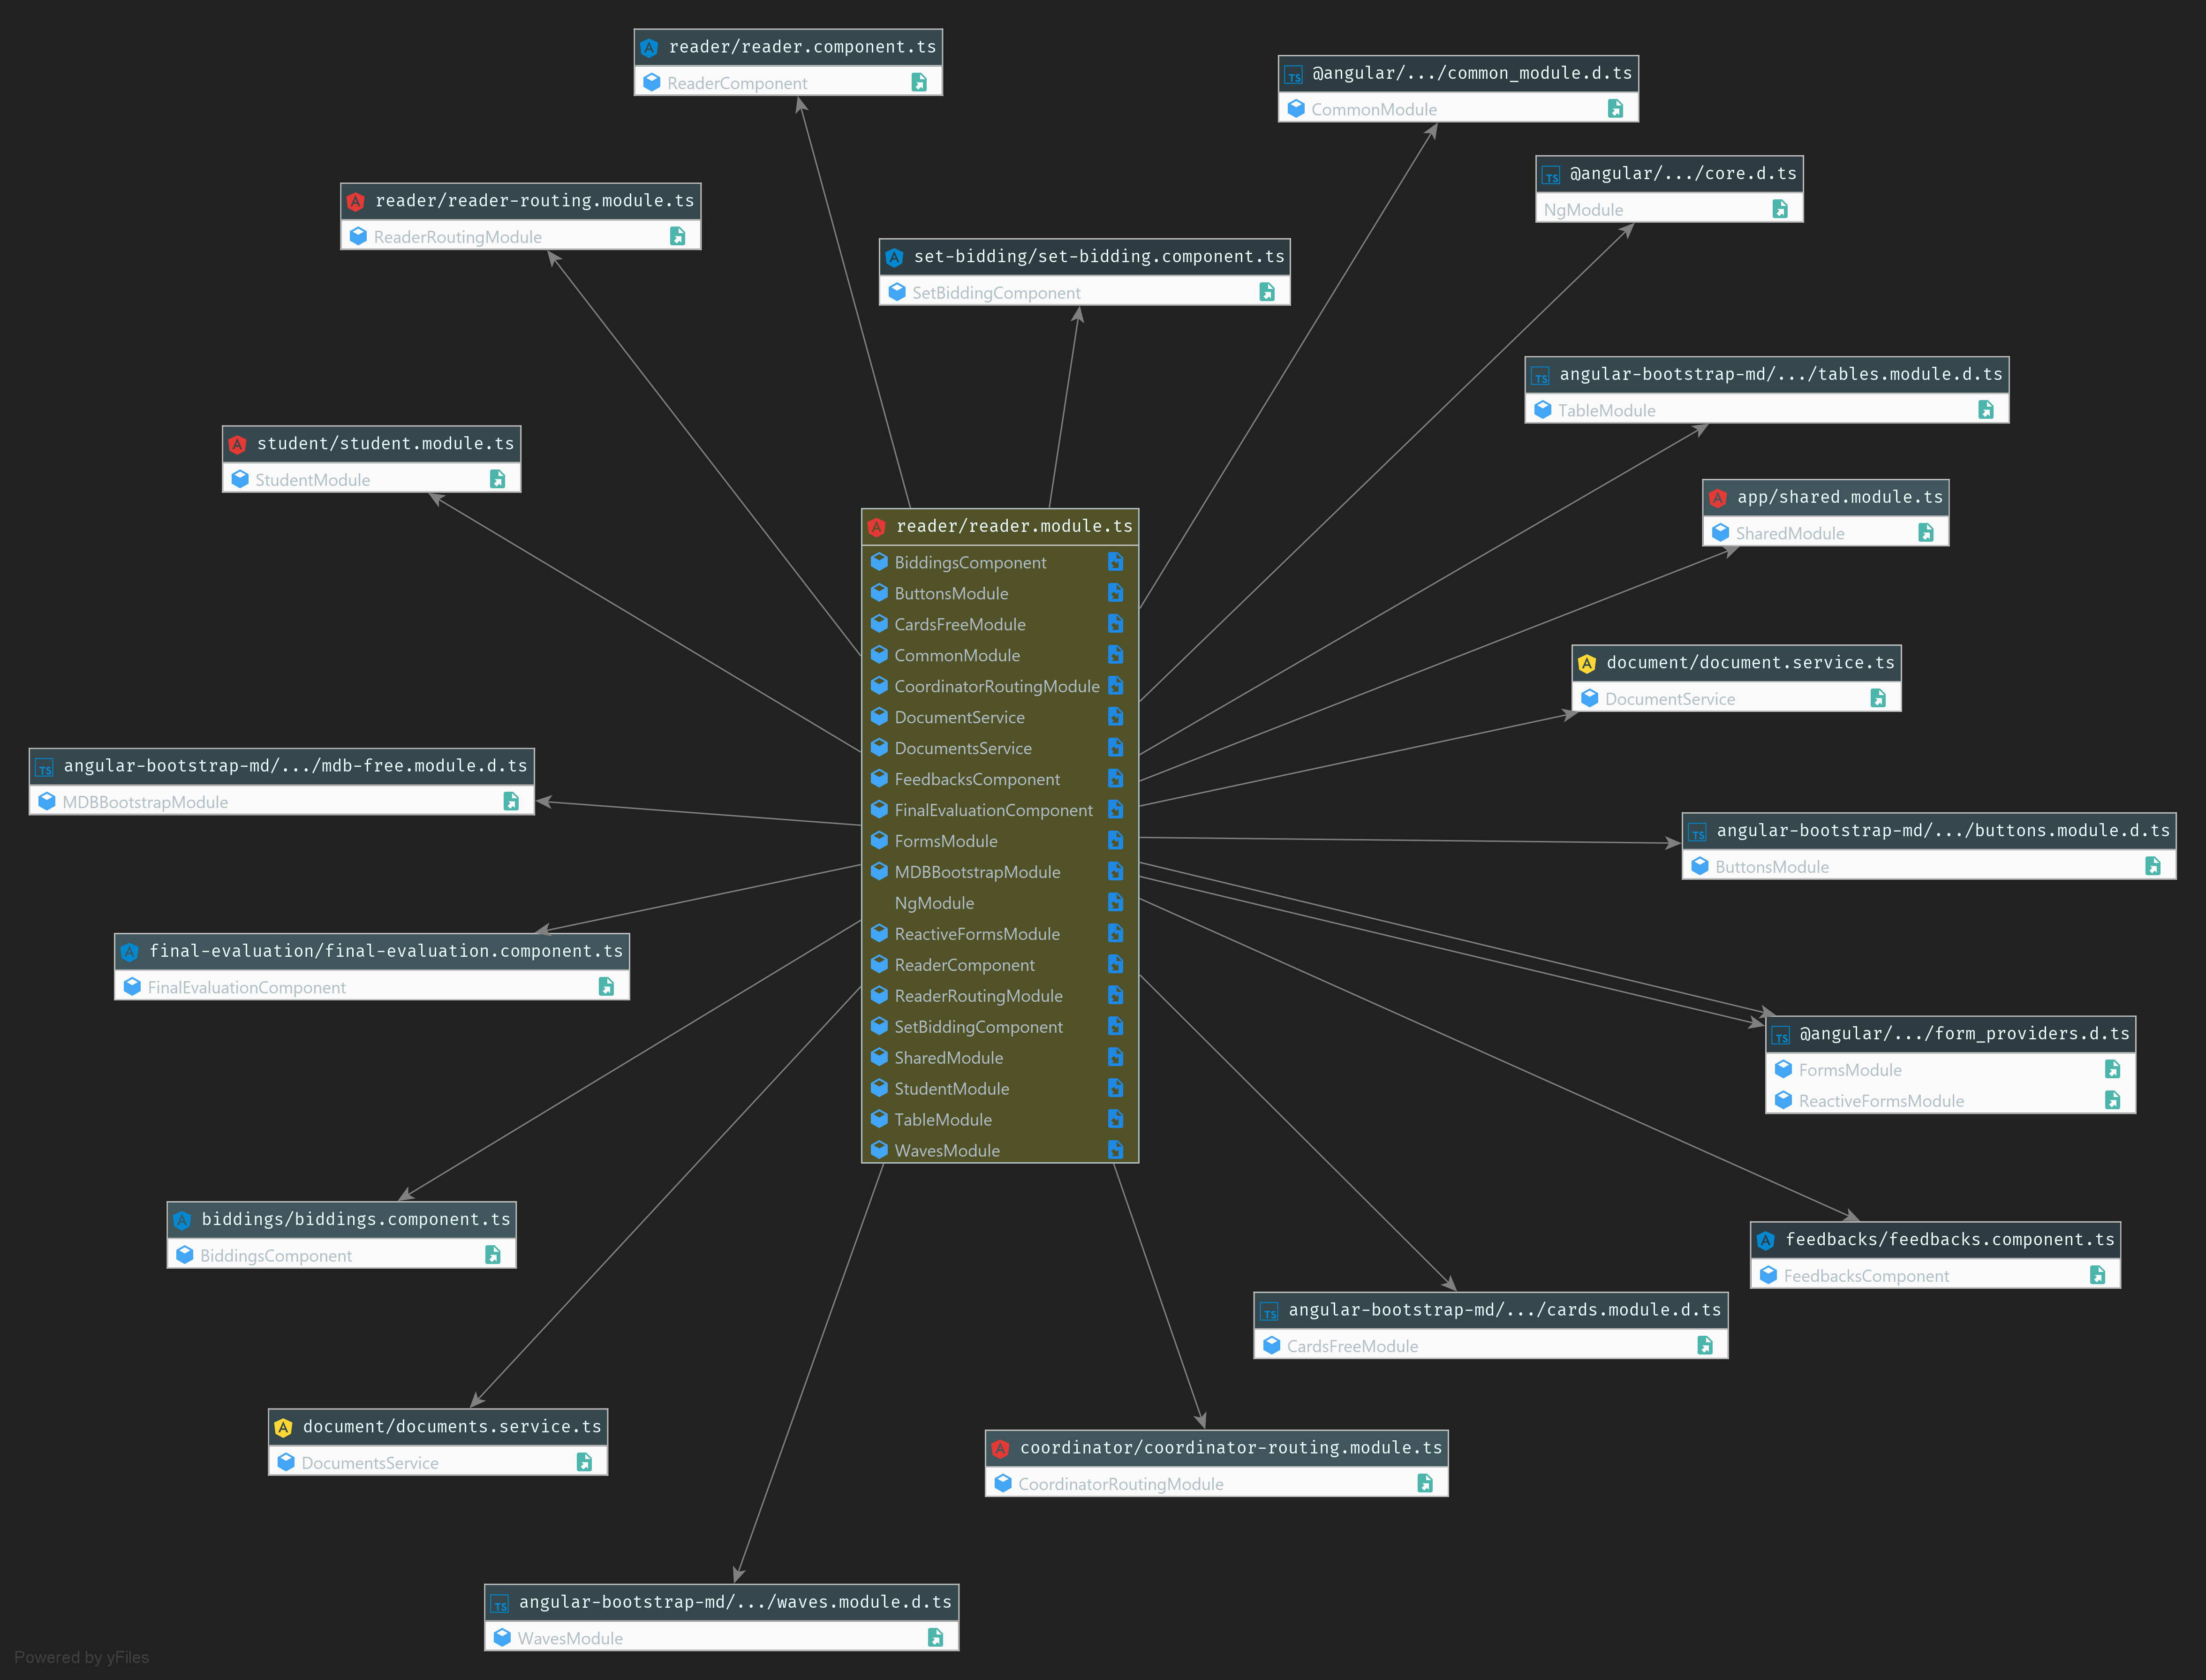 reader/reader.component.ts
ReaderComponent
@angular/.../common_module.d.ts
CommonModule
@angular/.../core.d.ts
NgModule
reader/reader-routing.module.ts
ReaderRoutingModule
set-bidding/set-bidding.component.ts
SetBiddingComponent
angular-bootstrap-md/.../tables.module.d.ts
TableModule
student/student.module.ts
StudentModule
app/shared.module.ts
SharedModule
reader/reader.module.ts
BiddingsComponent
ButtonsModule
CardsFreeModule
CommonModule
CoordinatorRoutingModule
DocumentService
DocumentsService
FeedbacksComponent
FinalEvaluationComponent
FormsModule
MDBBootstrapModule
NgModule
ReactiveFormsModule
ReaderComponent
ReaderRoutingModule
SetBiddingComponent
SharedModule
StudentModule
TableModule
WavesModule
document/document.service.ts
DocumentService
angular-bootstrap-md/.../mdb-free.module.d.ts
MDBBootstrapModule
angular-bootstrap-md/.../buttons.module.d.ts
ButtonsModule
final-evaluation/final-evaluation.component.ts
FinalEvaluationComponent
@angular/.../form_providers.d.ts
FormsModule
ReactiveFormsModule
biddings/biddings.component.ts
BiddingsComponent
feedbacks/feedbacks.component.ts
FeedbacksComponent
angular-bootstrap-md/.../cards.module.d.ts
CardsFreeModule
document/documents.service.ts
DocumentsService
coordinator/coordinator-routing.module.ts
CoordinatorRoutingModule
angular-bootstrap-md/.../waves.module.d.ts
WavesModule
Powered by yFiles